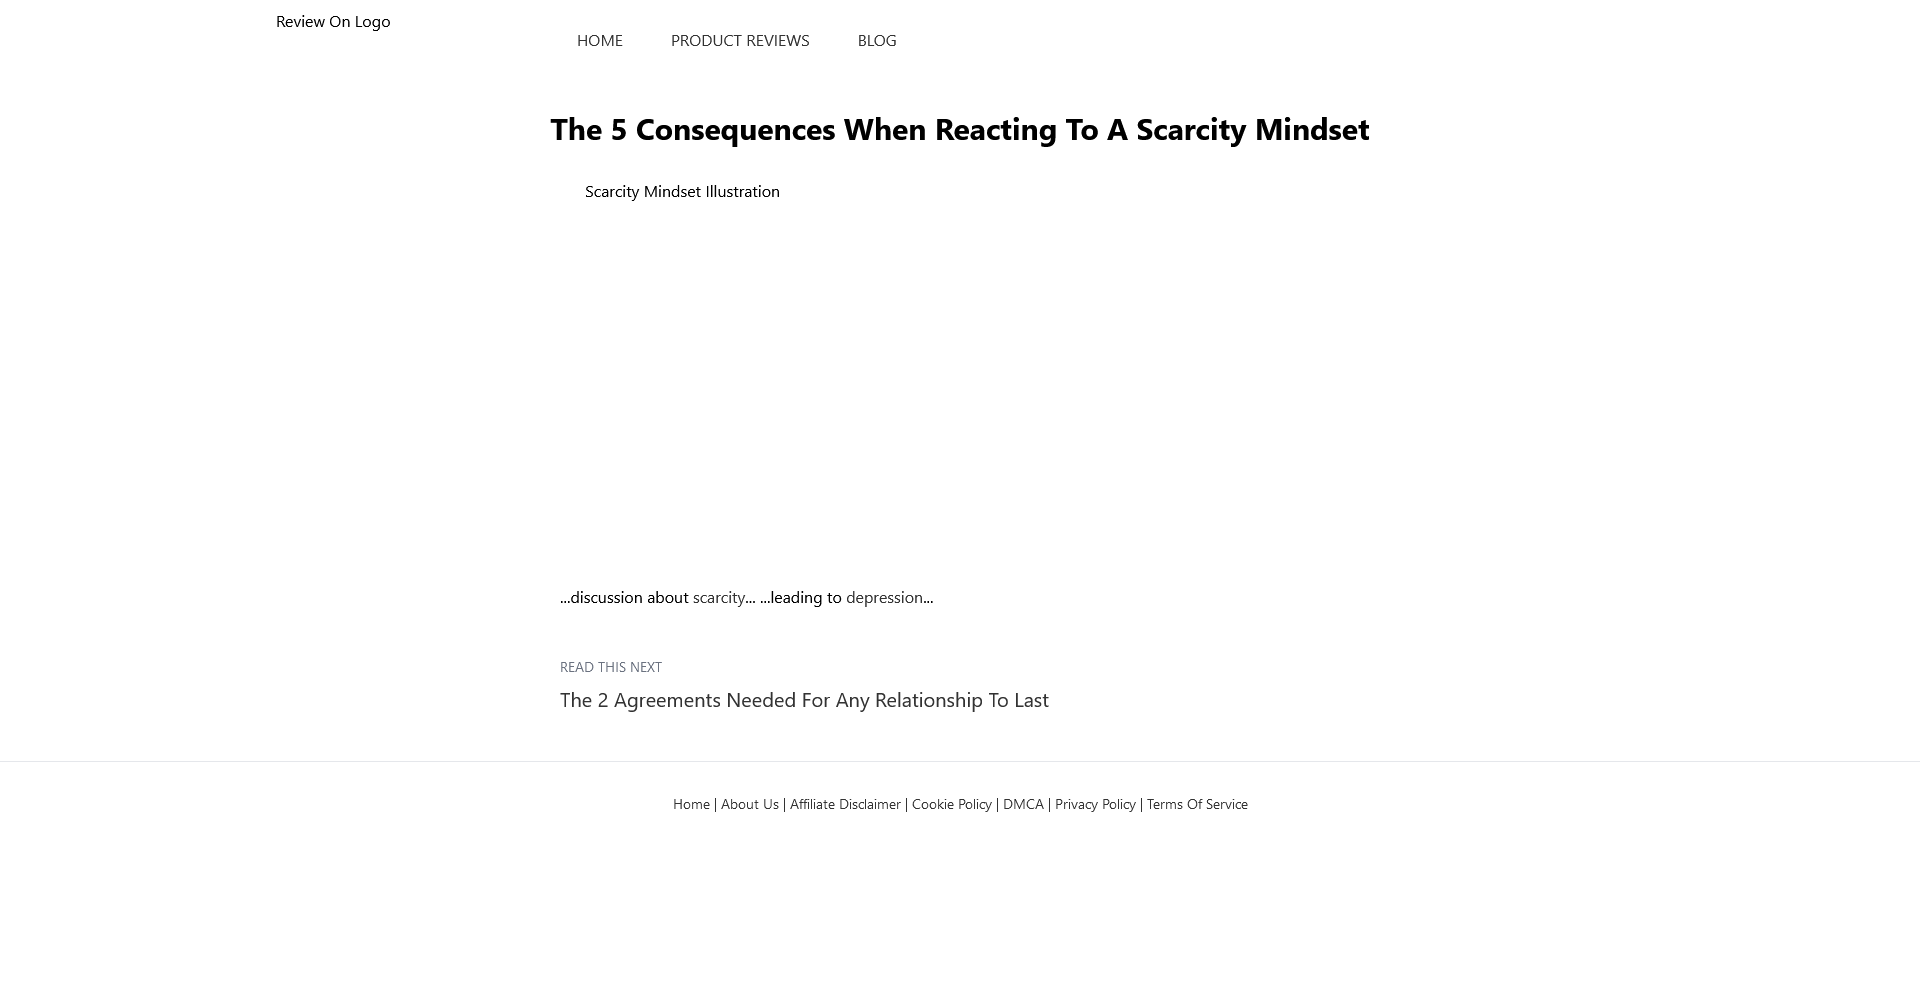 Review On Logo
HOME PRODUCT REVIEWS BLOG
The 5 Consequences When Reacting To A Scarcity Mindset
Scarcity Mindset Illustration
...discussion about scarcity... ...leading to depression...
READ THIS NEXT
The 2 Agreements Needed For Any Relationship To Last
Home | About Us | Affiliate Disclaimer | Cookie Policy | DMCA | Privacy Policy | Terms Of Service